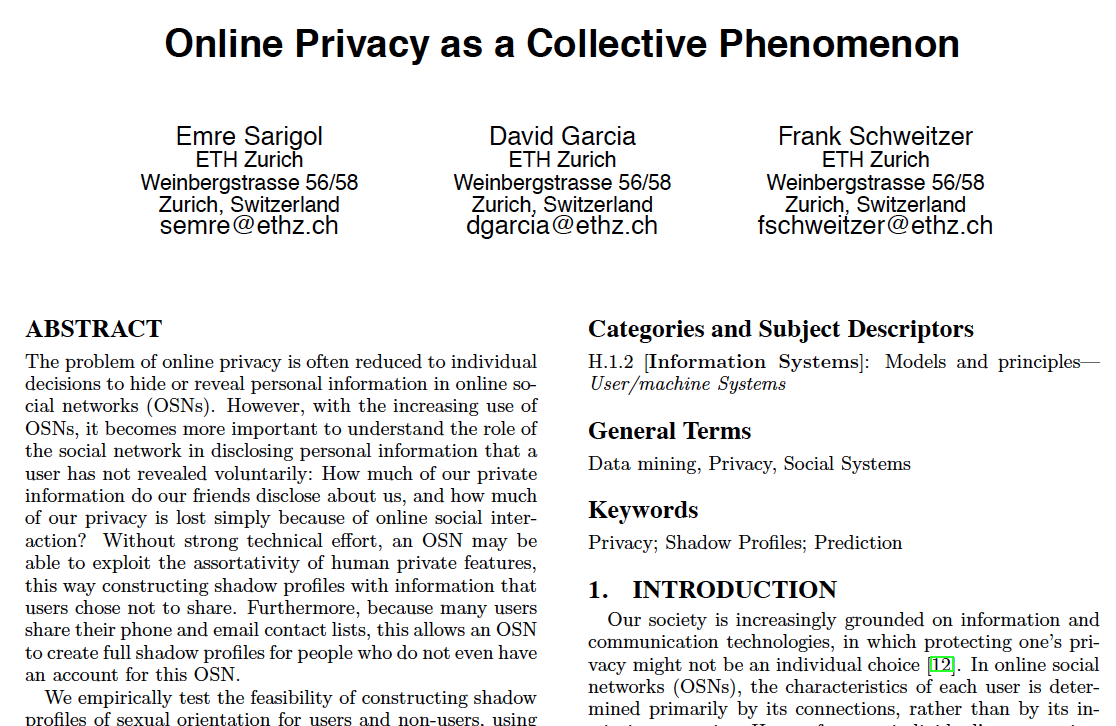 Online Privacy as a Collective Phenomenon
Emre Sarigol
ETH Zurich
Weinbergstrasse 56/58
Zurich, Switzerland
semre@ethz.ch
David Garcia
ETH Zurich
Weinbergstrasse 56/58
Zurich, Switzerland
dgarcia@ethz.ch
Frank Schweitzer
ETH Zurich
Weinbergstrasse 56/58
Zurich, Switzerland
fschweitzer@ethz.ch
ABSTRACT
The problem of online privacy is often reduced to individual
decisions to hide or reveal personal information in online so-
cial networks (OSNs). However, with the increasing use of
OSNs, it becomes more important to understand the role of
the social network in disclosing personal information that a
user has not revealed voluntarily: How much of our private
information do our friends disclose about us, and how much
of our privacy is lost simply because of online social inter-
action? Without strong technical effort, an OSN may be
able to exploit the assortativity of human private features,
this way constructing shadow profiles with information that
users chose not to share. Furthermore, because many users
share their phone and email contact lists, this allows an OSN
to create full shadow profiles for people who do not even have
an account for this OSN.
We empirically test the feasibility of constructing shadow
profiles of sexual orientation for users and non-users, using
Categories and Subject Descriptors
H.1.2 [Information Systems]: Models and principles—
User/machine Systems
General Terms
Data mining, Privacy, Social Systems
Keywords
Privacy; Shadow Profiles; Prediction
1. INTRODUCTION
Our society is increasingly grounded on information and
communication technologies, in which protecting one's pri-
vacy might not be an individual choice [12]. In online social
networks (OSNs), the characteristics of each user is deter-
mined primarily by its connections, rather than by its in-